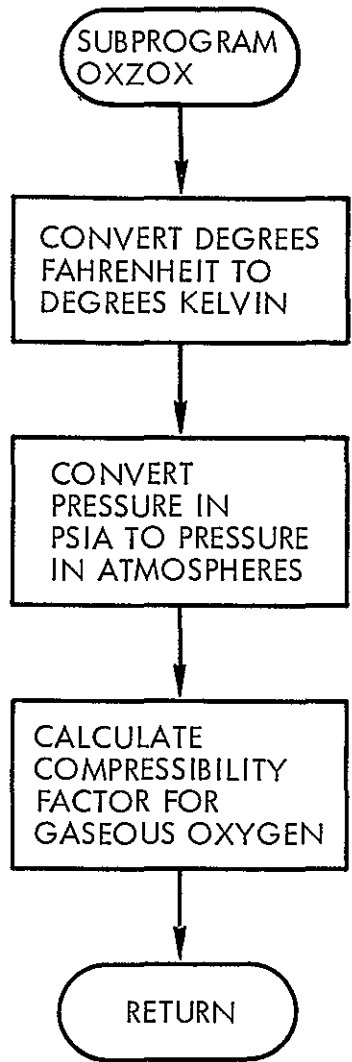 SUBPROGRAM
OXZOX
CONVERT DEGREES
FAHRENHEIT TO
DEGREES KELVIN
CONVERT
PRESSURE IN
PSIA TO PRESSURE
IN ATMOSPHERES
CALCULATE
COMPRESSIBILITY
FACTOR FOR
GASEOUS OXYGEN
RETURN